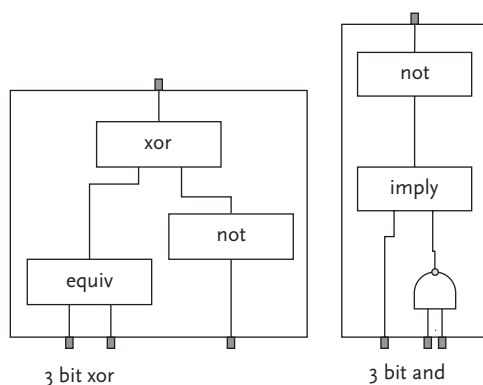 not
xor
imply
not
equiv
3 bit xor
3 bit and